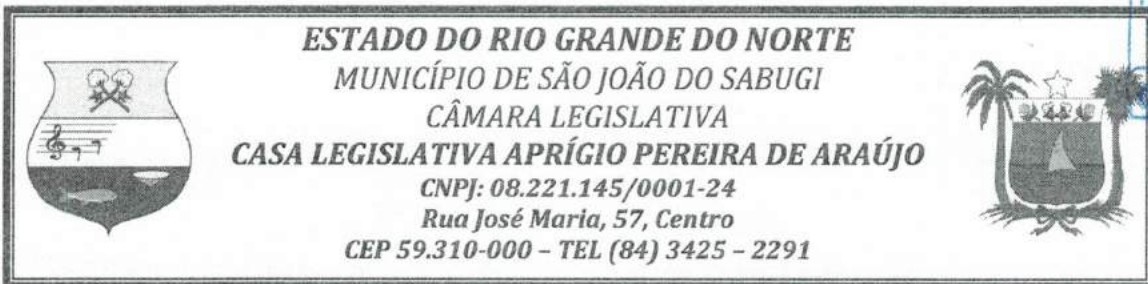 ESTADO DO RIO GRANDE DO NORTE
MUNICÍPIO DE SÃO JOÃO DO SABUGI
CÂMARA LEGISLATIVA
CASA LEGISLATIVA APRÍGIO PEREIRA DE ARAÚJO
CNPJ: 08.221.145/0001-24
Rua José Maria, 57, Centro
CEP 59.310-000 – TEL (84) 3425 – 2291